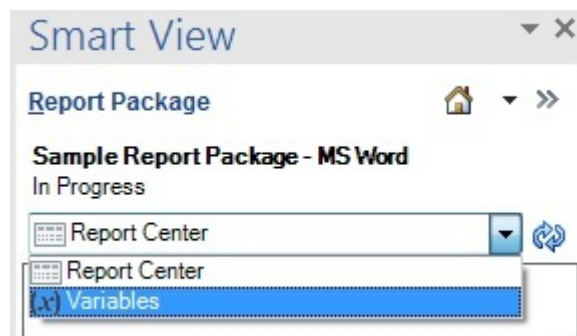 Smart View
Report Package
Sample Report Package - MS Word
In Progress
Report Center
Report Center
(x) Variables